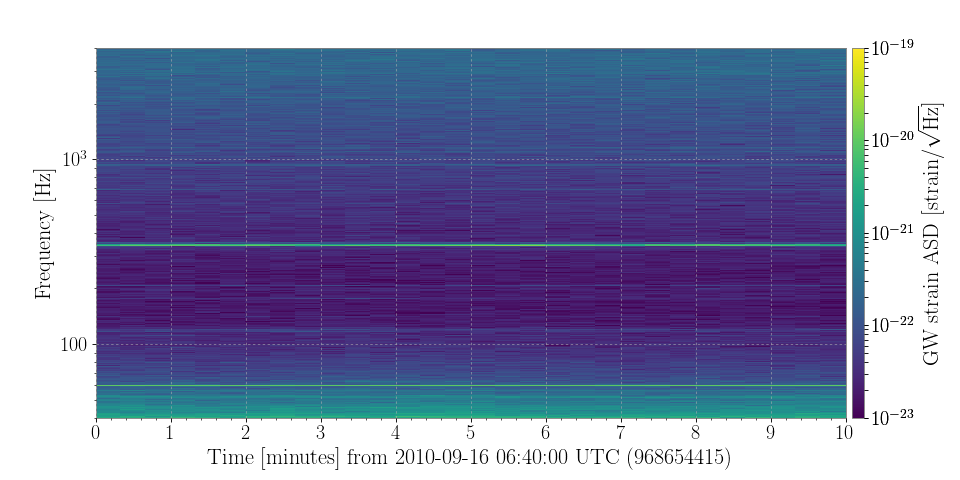 10³
100
Frequency [Hz]
0 1 2 3 4 5 6 7 8 9 10
Time [minutes] from 2010-09-16 06:40:00 UTC (968654415)
10⁻¹⁹
10⁻²⁰
10⁻²¹
10⁻²²
10⁻²³
GW strain ASD [strain/√Hz]